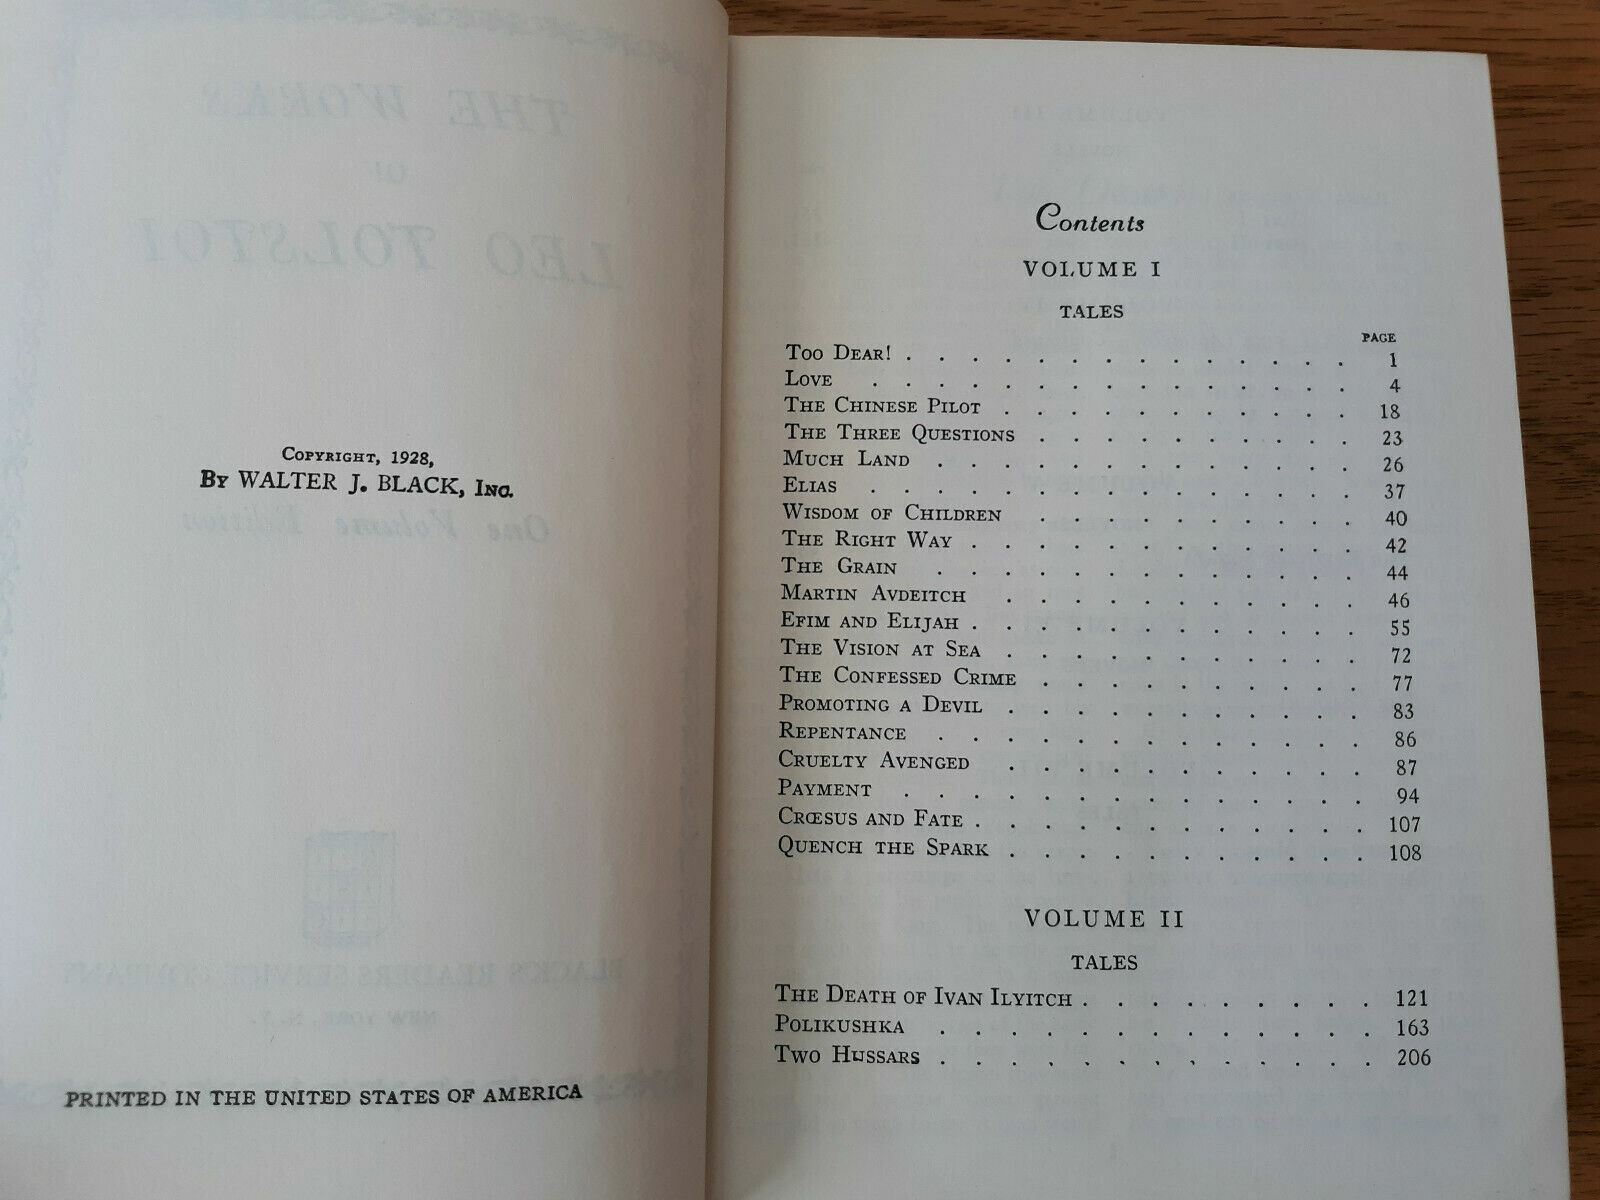 COPYRIGHT, 1928,
BY WALTER J. BLACK, INC.
PRINTED IN THE UNITED STATES OF AMERICA
Contents
VOLUME I
TALES
PAGE
TOO DEAR! . . . . . . . . . . . . . . 1
LOVE . . . . . . . . . . . . . . . 4
THE CHINESE PILOT . . . . . . . . . . . 18
THE THREE QUESTIONS . . . . . . . . . . 23
MUCH LAND . . . . . . . . . . . . . 26
ELIAS . . . . . . . . . . . . . . . 37
WISDOM OF CHILDREN . . . . . . . . . . 40
THE RIGHT WAY . . . . . . . . . . . . 42
THE GRAIN . . . . . . . . . . . . . 44
MARTIN AVDEITCH . . . . . . . . . . . 46
EFIM AND ELIJAH . . . . . . . . . . . . 55
THE VISION AT SEA . . . . . . . . . . . 72
THE CONFESSED CRIME . . . . . . . . . . 77
PROMOTING A DEVIL . . . . . . . . . . . 83
REPENTANCE . . . . . . . . . . . . . 86
CRUELTY AVENGED . . . . . . . . . . . 87
PAYMENT . . . . . . . . . . . . . . 94
CRŒSUS AND FATE . . . . . . . . . . . . 107
QUENCH THE SPARK . . . . . . . . . . . 108
VOLUME II
TALES
THE DEATH OF IVAN ILYITCH . . . . . . . . . 121
POLIKUSHKA . . . . . . . . . . . . . 163
TWO HUSSARS . . . . . . . . . . . . . 206